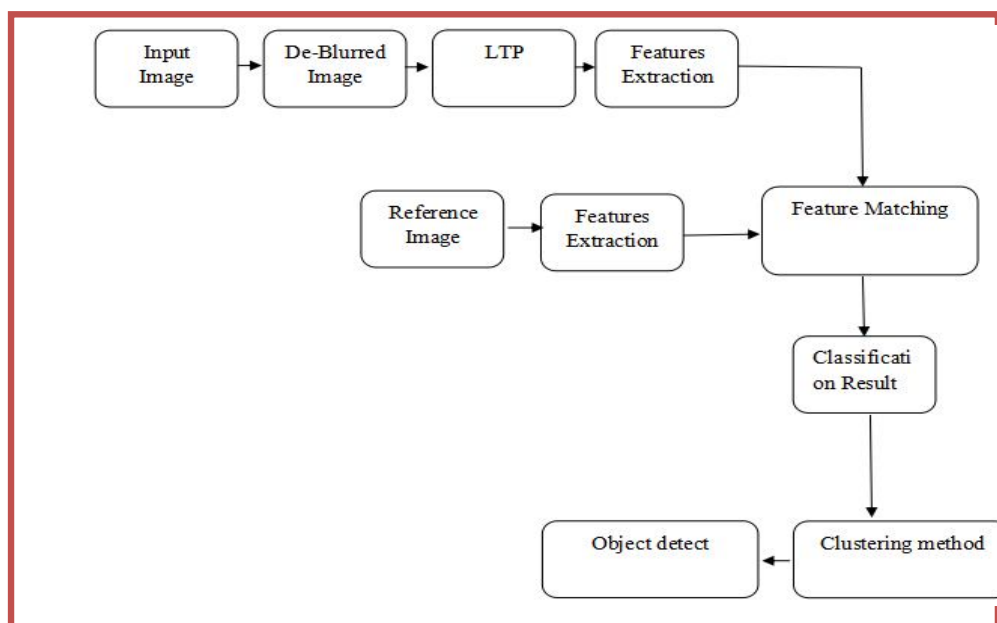 Input
Image
De-Blurred
Image
LTP
Features
Extraction
Reference
Image
Features
Extraction
Feature Matching
Classificati
on Result
Object detect
Clustering method